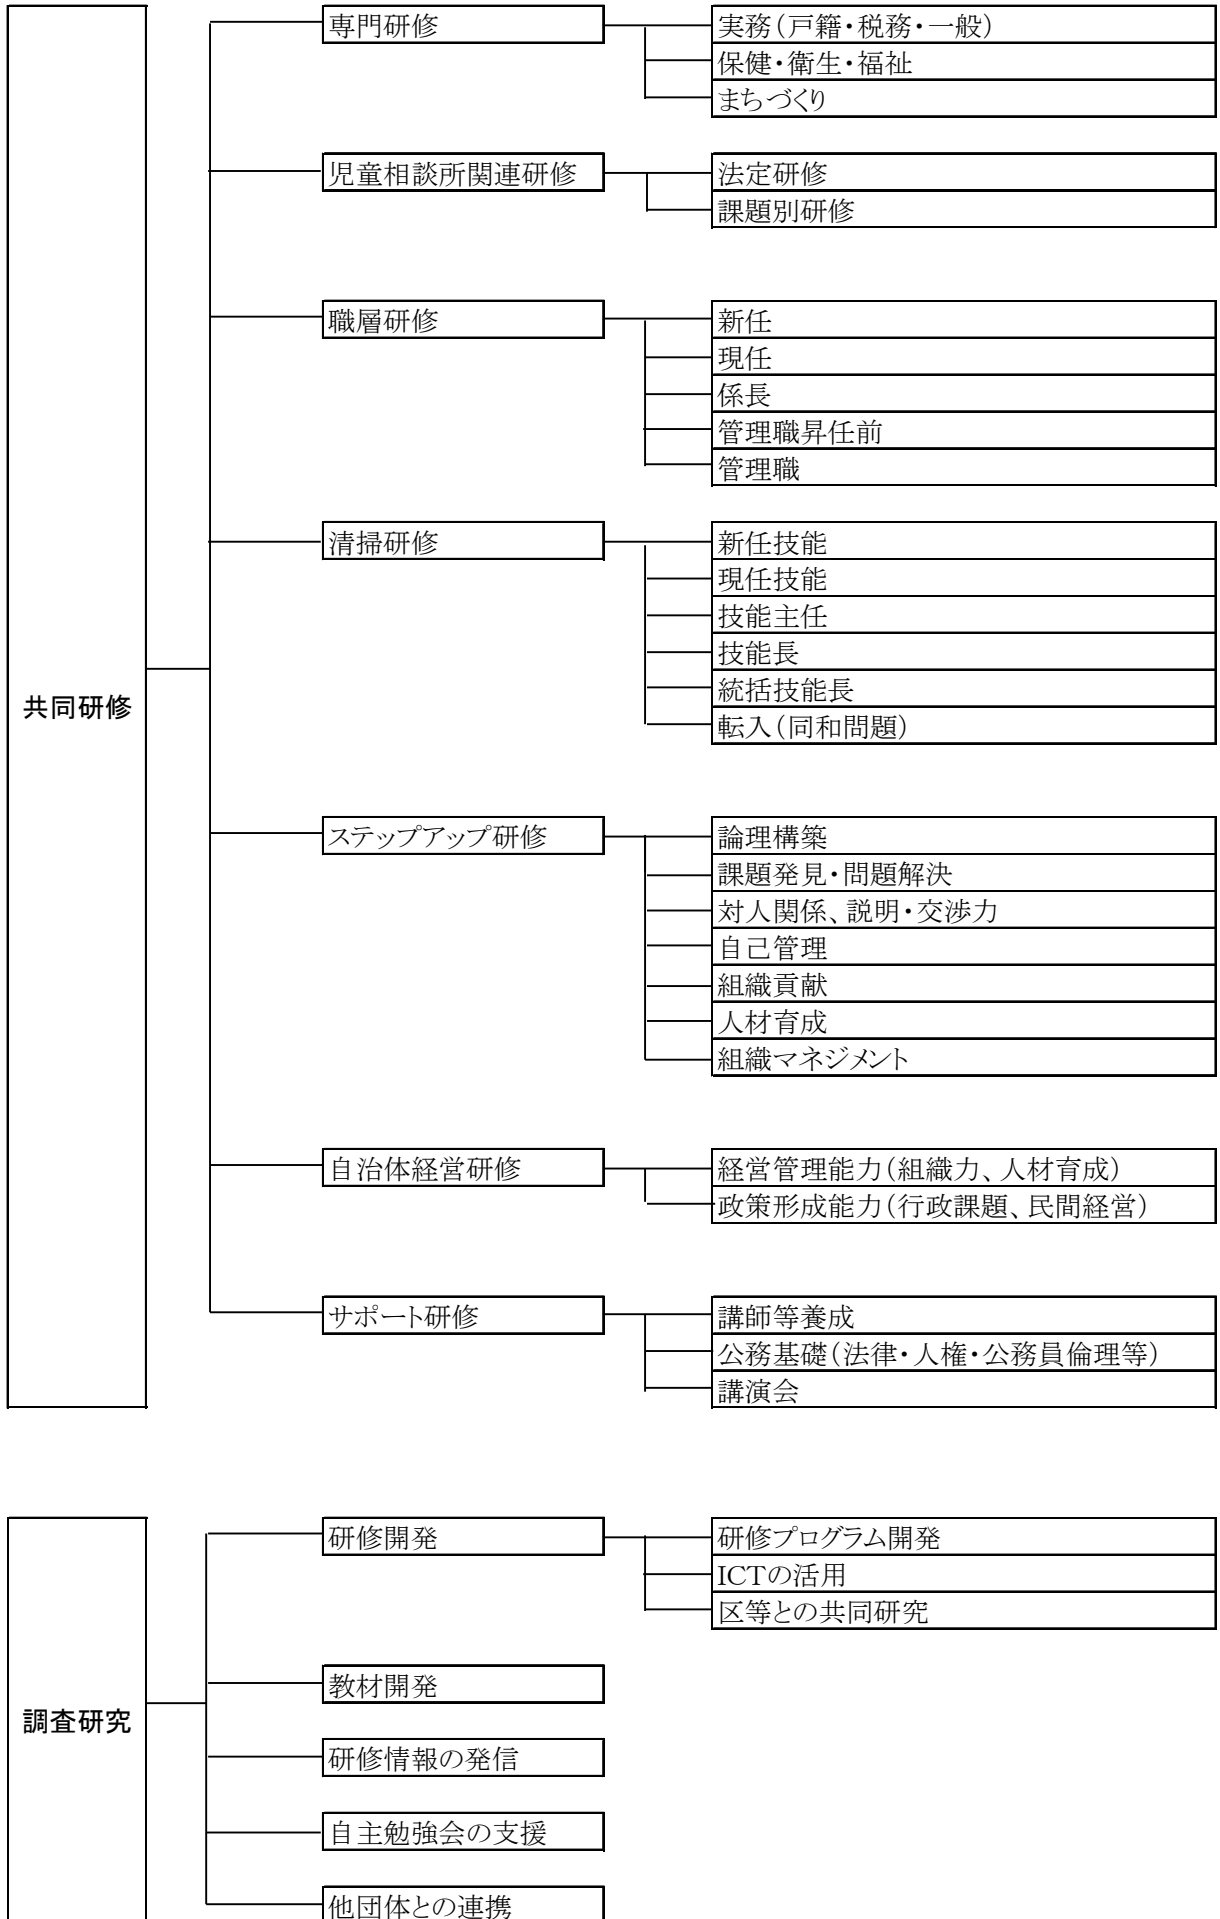 共同研修
専門研修
実務（戸籍・税務・一般）
保健・衛生・福祉
まちづくり
児童相談所関連研修
法定研修
課題別研修
職層研修
新任
現任
係長
管理職昇任前
管理職
清掃研修
新任技能
現任技能
技能主任
技能長
統括技能長
転入（同和問題）
ステップアップ研修
論理構築
課題発見・問題解決
対人関係、説明・交渉力
自己管理
組織貢献
人材育成
組織マネジメント
自治体経営研修
経営管理能力（組織力、人材育成）
政策形成能力（行政課題、民間経営）
サポート研修
講師等養成
公務基礎（法律・人権・公務員倫理等）
講演会
調査研究
研修開発
研修プログラム開発
ICTの活用
区等との共同研究
教材開発
研修情報の発信
自主勉強会の支援
他団体との連携